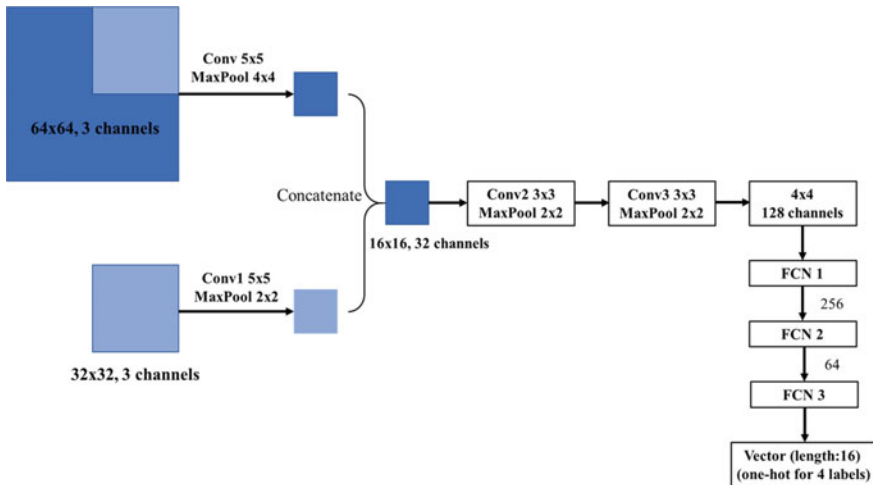 Conv 5x5
MaxPool 4x4
64x64, 3 channels
Concatenate
16x16, 32 channels
Conv1 5x5
MaxPool 2x2
32x32, 3 channels
Conv2 3x3
MaxPool 2x2
Conv3 3x3
MaxPool 2x2
4x4
128 channels
FCN 1
256
FCN 2
64
FCN 3
Vector (length:16)
(one-hot for 4 labels)